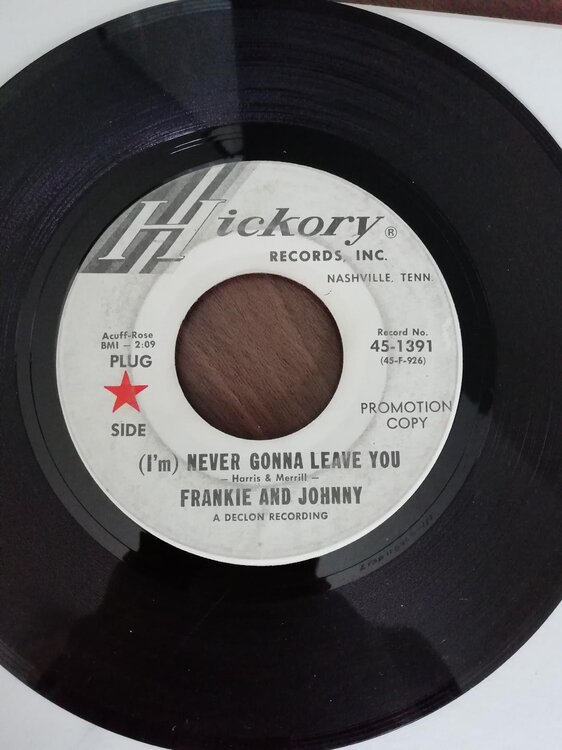 Hickory ®
RECORDS, INC.
NASHVILLE, TENN.
Acuff-Rose
BMI — 2:09
PLUG
SIDE
Record No.
45-1391
(45-F-926)
PROMOTION
COPY
(I'm) NEVER GONNA LEAVE YOU
— Harris & Merrill —
FRANKIE AND JOHNNY
A DECLON RECORDING